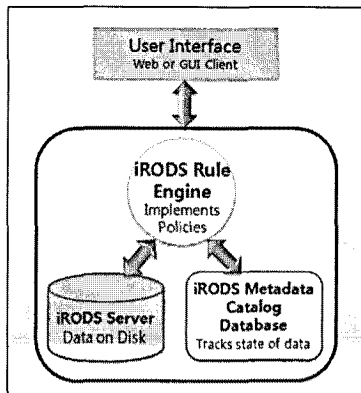 User Interface
Web or GUI Client
iRODS Rule
Engine
Implements
Policies
iRODS Server
Data on Disk
iRODS Metadata
Catalog
Database
Tracks state of data